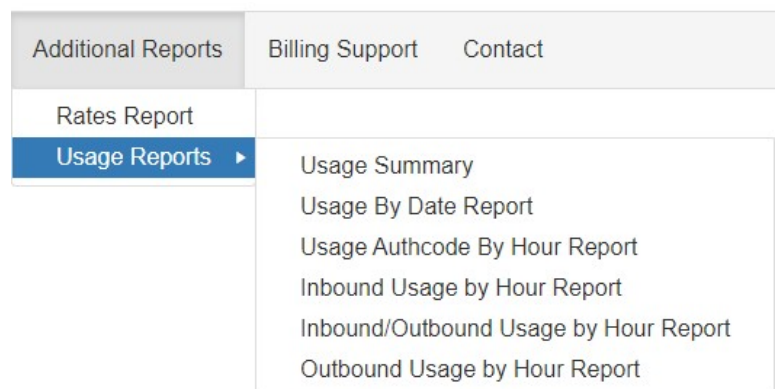 Additional Reports Billing Support Contact
Rates Report
Usage Reports
Usage Summary
Usage By Date Report
Usage Authcode By Hour Report
Inbound Usage by Hour Report
Inbound/Outbound Usage by Hour Report
Outbound Usage by Hour Report